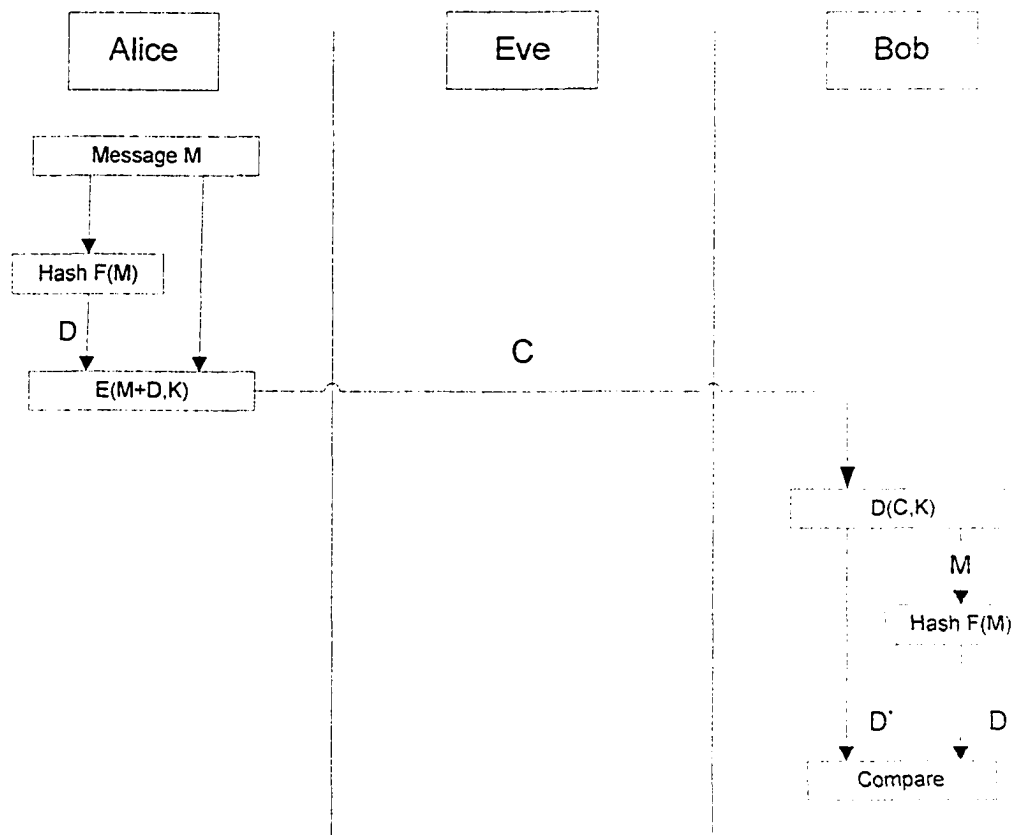 Alice
Eve
Bob
Message M
Hash F(M)
D
C
E(M+D,K)
D(C,K)
M
Hash F(M)
D'
D
Compare